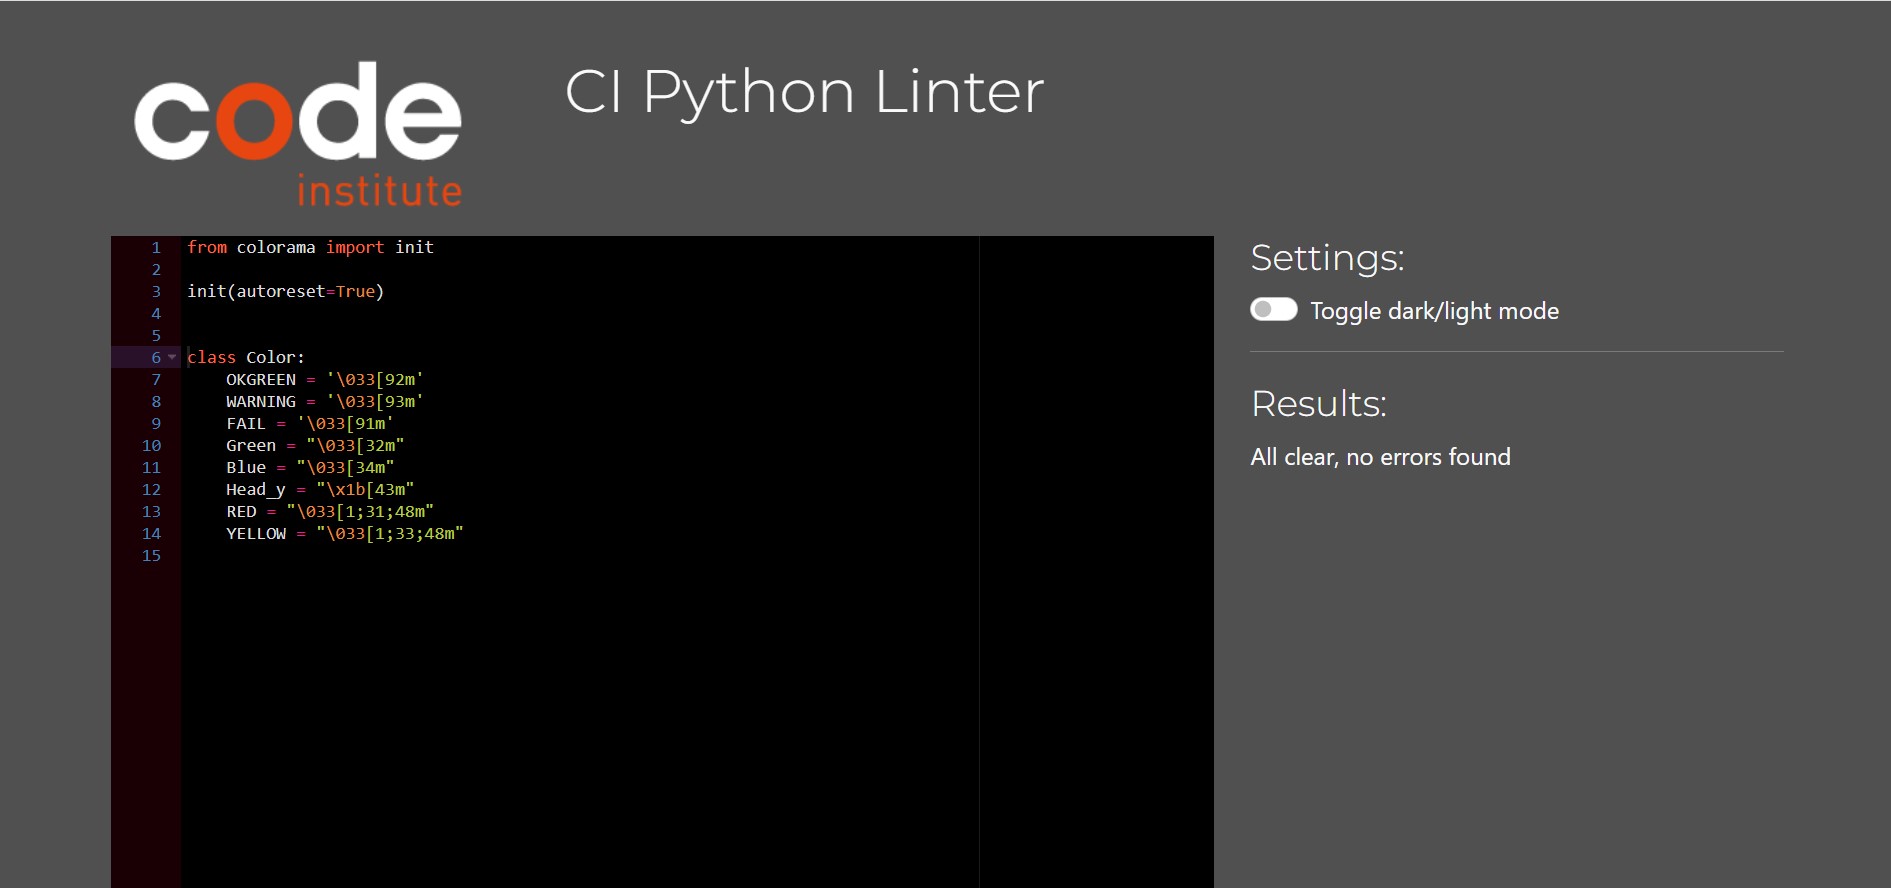 code
institute
CI Python Linter
1 from colorama import init
2
3 init(autoreset=True)
4
5
6 class Color:
7     OKGREEN = '\033[92m'
8     WARNING = '\033[93m'
9     FAIL = '\033[91m'
10     Green = "\033[32m"
11     Blue = "\033[34m"
12     Head_y = "\x1b[43m"
13     RED = "\033[1;31;48m"
14     YELLOW = "\033[1;33;48m"
15
Settings:
Toggle dark/light mode
Results:
All clear, no errors found